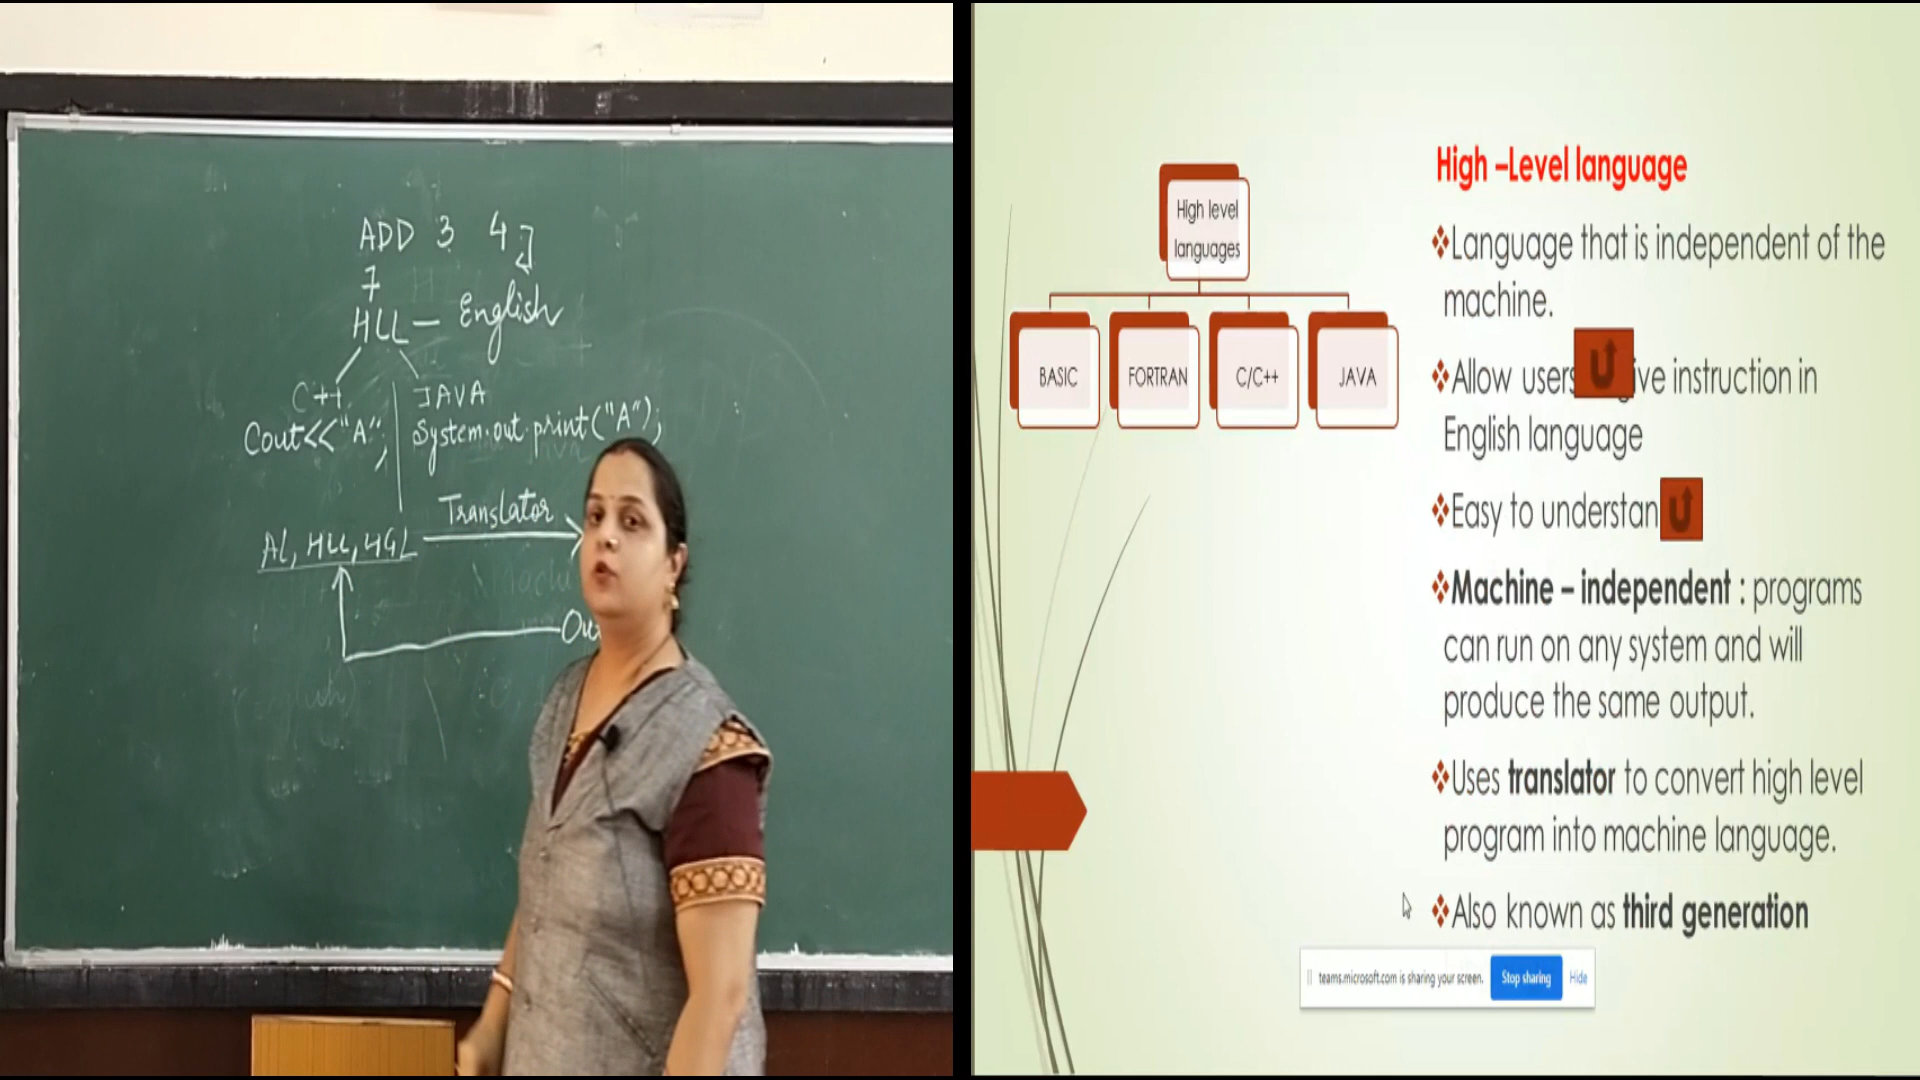 ADD 3 4
7
HLL — English
C++ JAVA
Cout<<"A"; System.out.print("A");
Translator
AL, HLL, 4GL
High level
languages
BASIC FORTRAN C/C++ JAVA
High –Level language
Language that is independent of the
machine.
Allow users ive instruction in
English language
Easy to understan
Machine – independent : programs
can run on any system and will
produce the same output.
Uses translator to convert high level
program into machine language.
Also known as third generation
teams.microsoft.com is sharing your screen. Stop sharing Hide